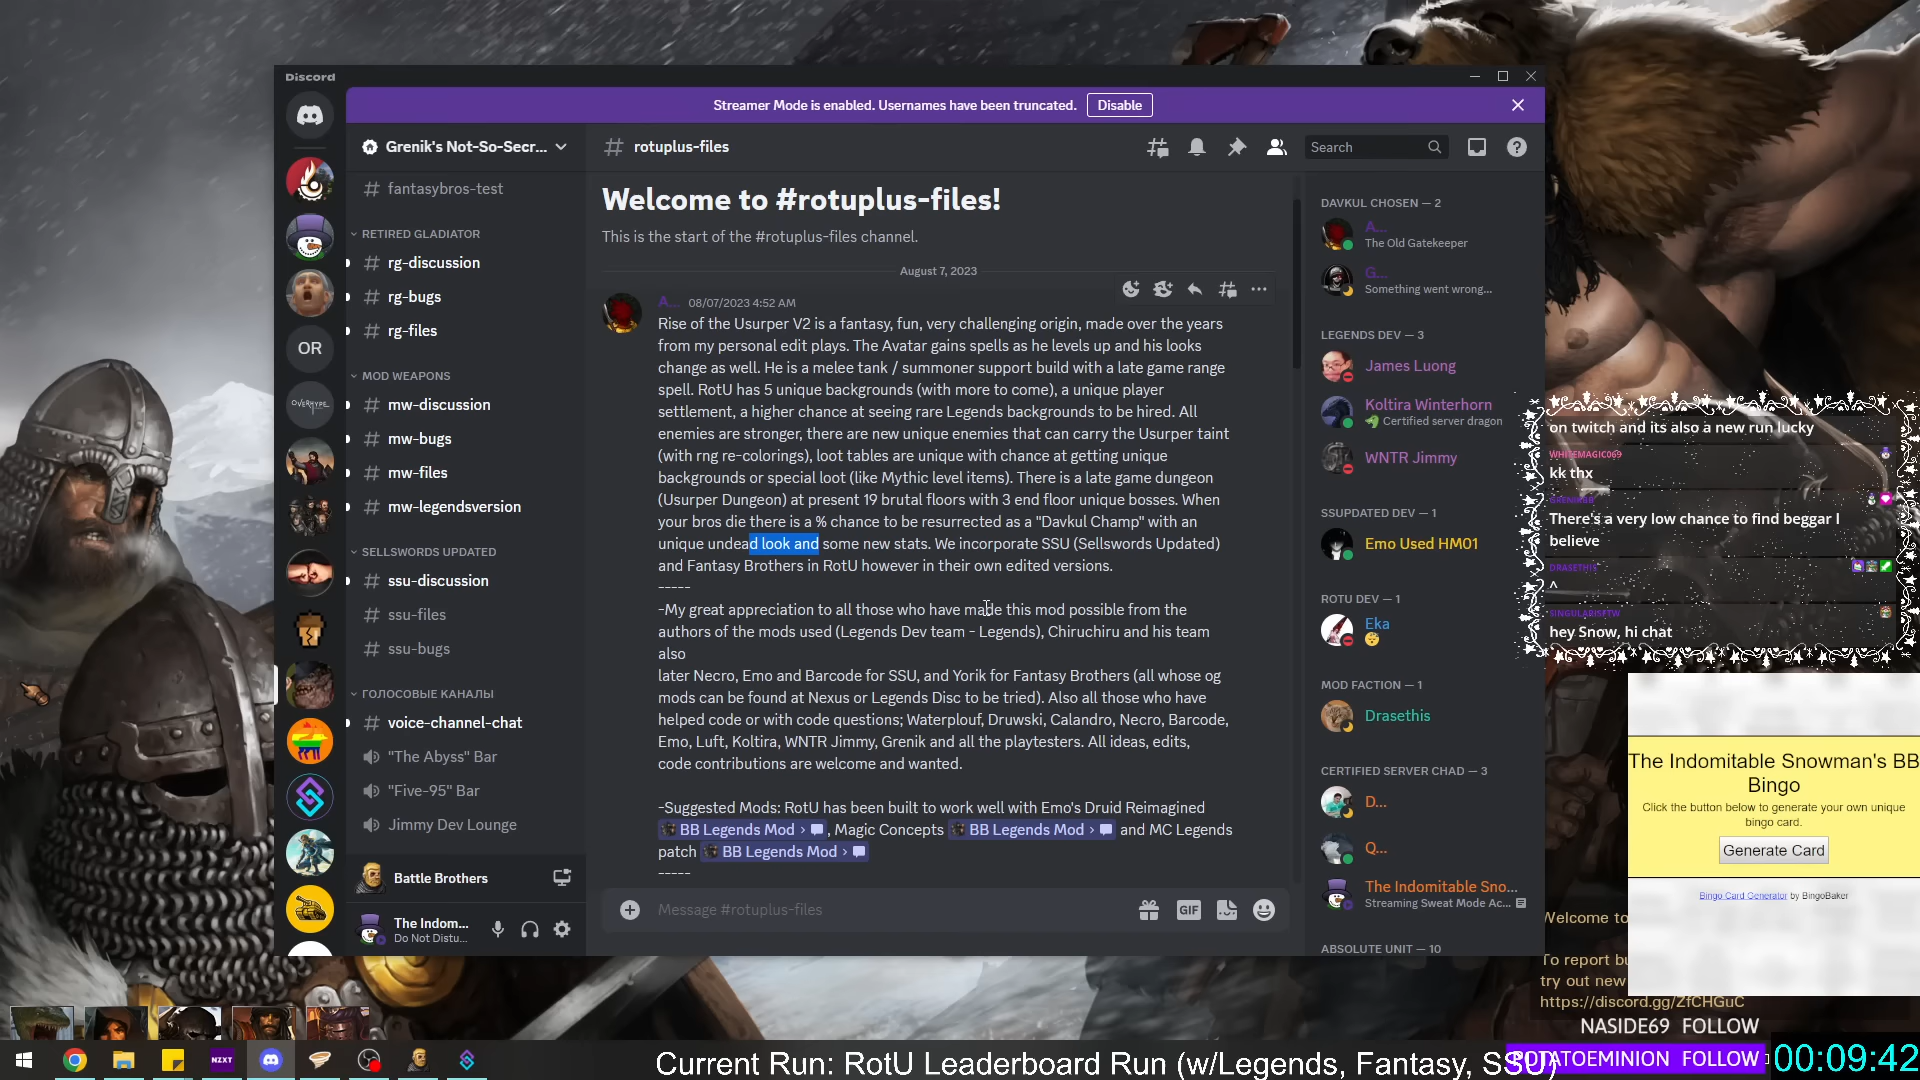 Discord
Streamer Mode is enabled. Usernames have been truncated. Disable
Grenik's Not-So-Secr...
rotuplus-files
Search
fantasybros-test
RETIRED GLADIATOR
rg-discussion
rg-bugs
rg-files
MOD WEAPONS
mw-discussion
mw-bugs
mw-files
mw-legendsversion
SELLSWORDS UPDATED
ssu-discussion
ssu-files
ssu-bugs
ГОЛОСОВЫЕ КАНАЛЫ
voice-channel-chat
"The Abyss" Bar
"Five-95" Bar
Jimmy Dev Lounge
Battle Brothers
The Indom...
Do Not Distu...
OR
OVERHYPE
Welcome to #rotuplus-files!
This is the start of the #rotuplus-files channel.
August 7, 2023
A... 08/07/2023 4:52 AM
Rise of the Usurper V2 is a fantasy, fun, very challenging origin, made over the years
from my personal edit plays. The Avatar gains spells as he levels up and his looks
change as well. He is a melee tank / summoner support build with a late game range
spell. RotU has 5 unique backgrounds (with more to come), a unique player
settlement, a higher chance at seeing rare Legends backgrounds to be hired. All
enemies are stronger, there are new unique enemies that can carry the Usurper taint
(with rng re-colorings), loot tables are unique with chance at getting unique
backgrounds or special loot (like Mythic level items). There is a late game dungeon
(Usurper Dungeon) at present 19 brutal floors with 3 end floor unique bosses. When
your bros die there is a % chance to be resurrected as a "Davkul Champ" with an
unique undead look and some new stats. We incorporate SSU (Sellswords Updated)
and Fantasy Brothers in RotU however in their own edited versions.
-----
-My great appreciation to all those who have made this mod possible from the
authors of the mods used (Legends Dev team - Legends), Chiruchiru and his team
also
later Necro, Emo and Barcode for SSU, and Yorik for Fantasy Brothers (all whose og
mods can be found at Nexus or Legends Disc to be tried). Also all those who have
helped code or with code questions; Waterplouf, Druwski, Calandro, Necro, Barcode,
Emo, Luft, Koltira, WNTR Jimmy, Grenik and all the playtesters. All ideas, edits,
code contributions are welcome and wanted.
-Suggested Mods: RotU has been built to work well with Emo's Druid Reimagined
BB Legends Mod › , Magic Concepts BB Legends Mod › and MC Legends
patch BB Legends Mod ›
-----
Message #rotuplus-files
GIF
DAVKUL CHOSEN — 2
A...
The Old Gatekeeper
G...
Something went wrong...
LEGENDS DEV — 3
James Luong
Koltira Winterhorn
Certified server dragon
WNTR Jimmy
SSUPDATED DEV — 1
Emo Used HM01
ROTU DEV — 1
Eka
MOD FACTION — 1
Drasethis
CERTIFIED SERVER CHAD — 3
D...
Q...
The Indomitable Sno...
Streaming Sweat Mode Ac...
ABSOLUTE UNIT — 10
on twitch and its also a new run lucky
WHITEMAGIC069
kk thx
GRENIKBB
There's a very low chance to find beggar I
believe
DRASETHIS
^
SINGULARISETW
hey Snow, hi chat
The Indomitable Snowman's BB
Bingo
Click the button below to generate your own unique
bingo card.
Generate Card
Bingo Card Generator by BingoBaker
Welcome to
To report bu
try out new
https://discord.gg/ZfCHGuC
NASIDE69 FOLLOW
POTATOEMINION FOLLOW
00:09:42
NZXT
Current Run: RotU Leaderboard Run (w/Legends, Fantasy, SSU)